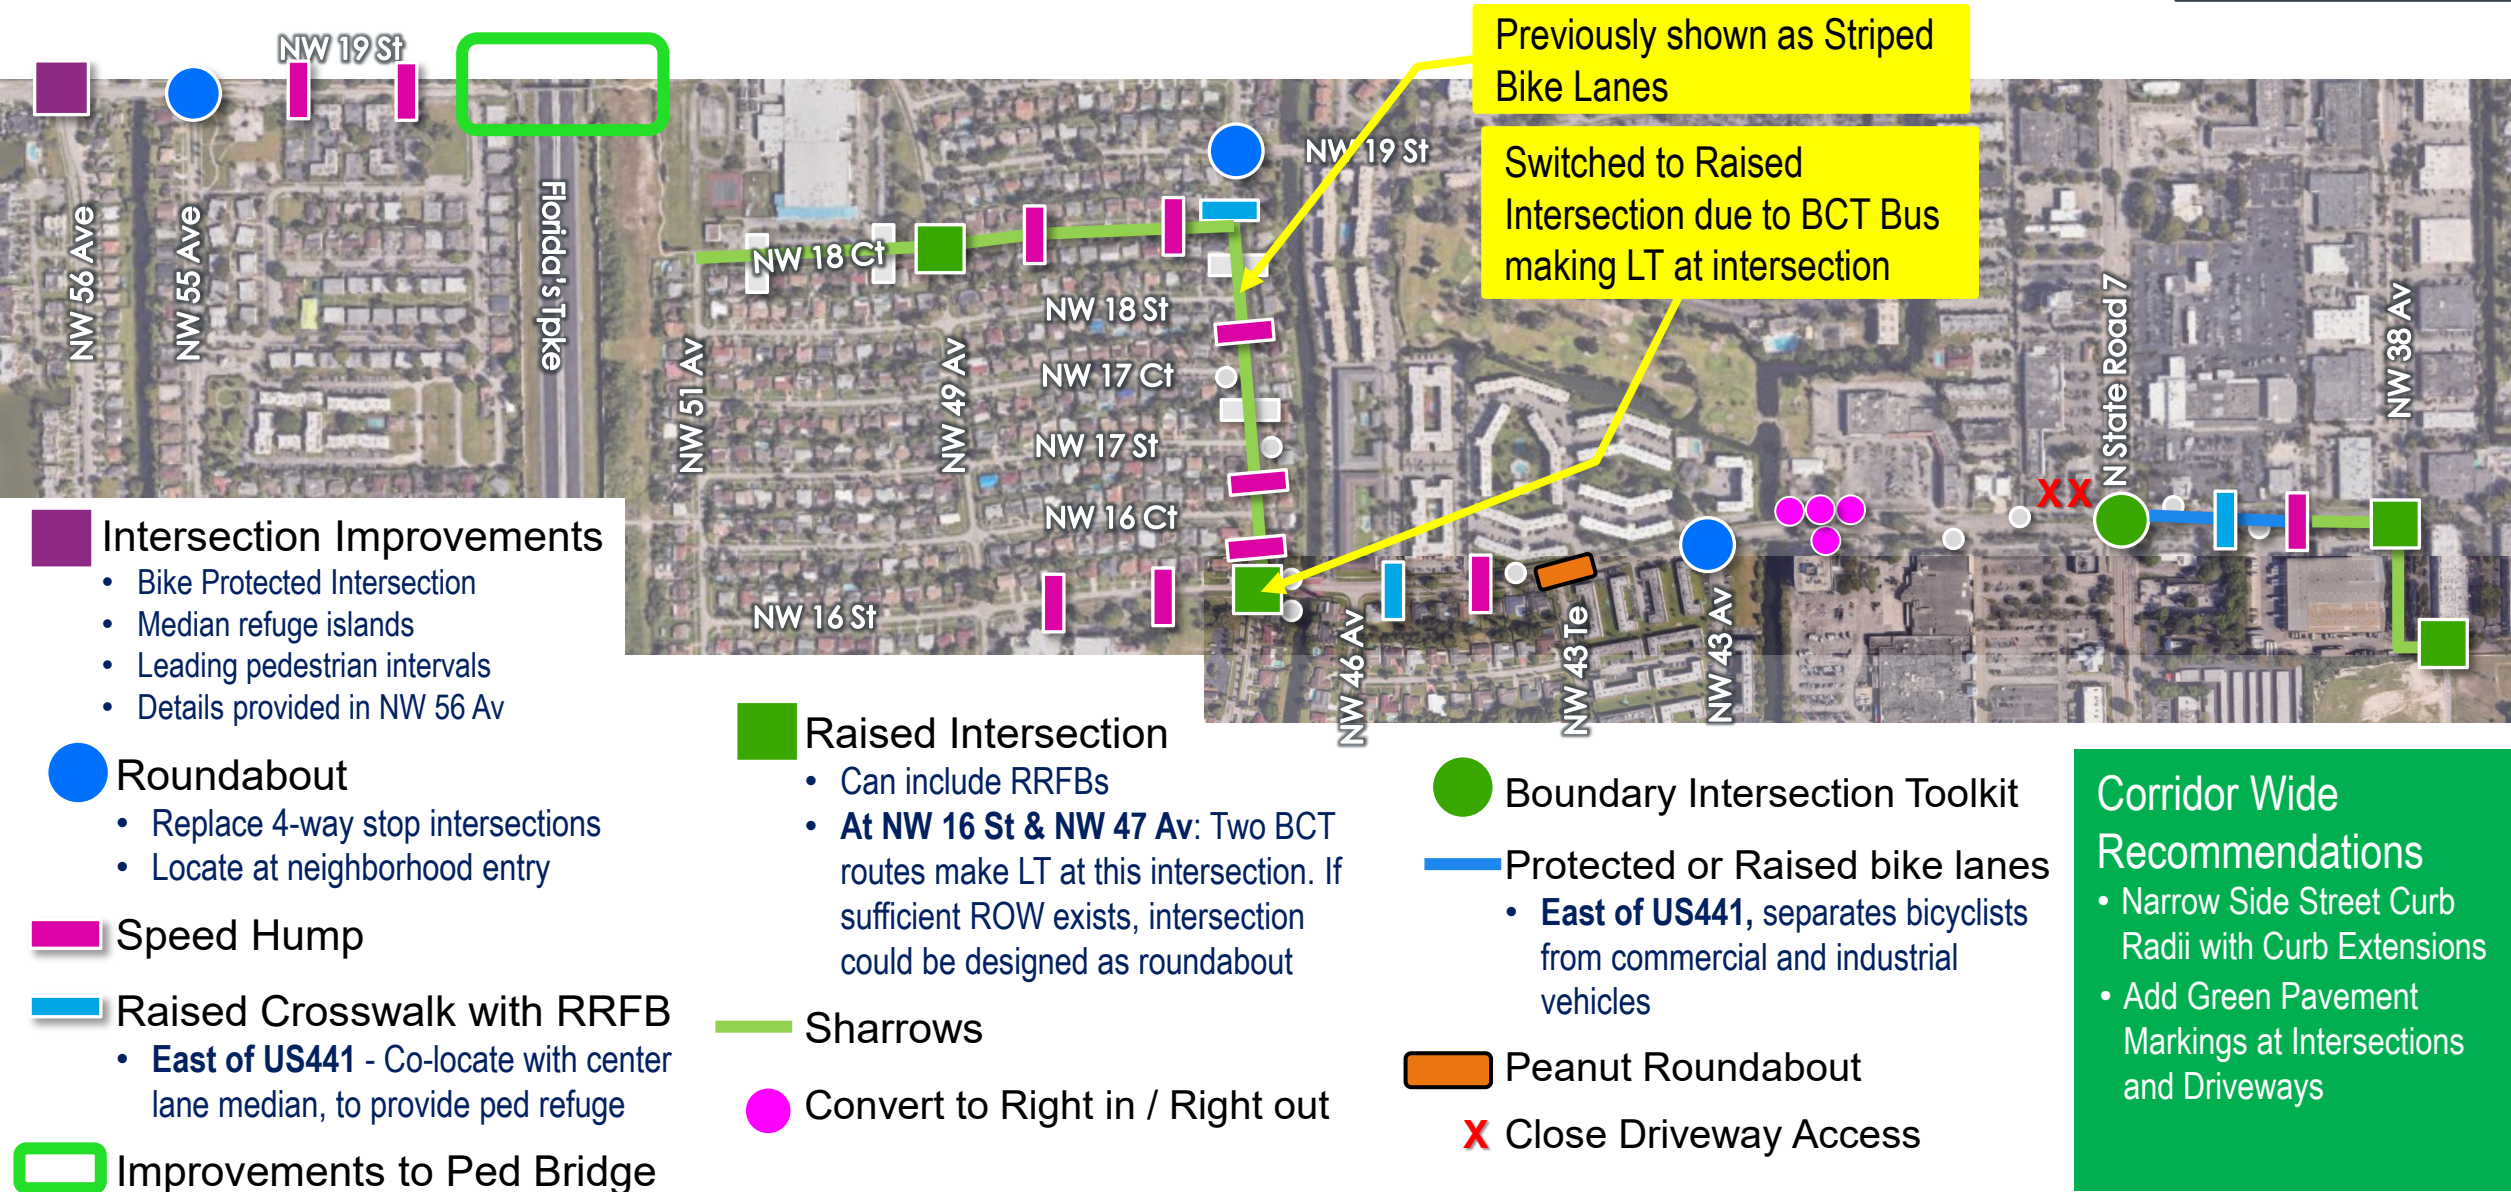 Previously shown as Striped
Bike Lanes
Switched to Raised
Intersection due to BCT Bus
making LT at intersection
NW 19 St
NW 19 St
NW 56 Ave
NW 55 Ave
Florida's Tpke
NW 18 Ct
NW 18 St
NW 51 Av
NW 49 Av
NW 17 Ct
NW 17 St
NW 16 Ct
NW 16 St
NW 46 Av
NW 43 Te
NW 43 Av
XX
N State Road 7
NW 38 Av
Intersection Improvements
• Bike Protected Intersection
• Median refuge islands
• Leading pedestrian intervals
• Details provided in NW 56 Av
Roundabout
• Replace 4-way stop intersections
• Locate at neighborhood entry
Speed Hump
Raised Crosswalk with RRFB
• East of US441 - Co-locate with center
lane median, to provide ped refuge
Improvements to Ped Bridge
Raised Intersection
• Can include RRFBs
• At NW 16 St & NW 47 Av: Two BCT
routes make LT at this intersection. If
sufficient ROW exists, intersection
could be designed as roundabout
Sharrows
Convert to Right in / Right out
Boundary Intersection Toolkit
Protected or Raised bike lanes
• East of US441, separates bicyclists
from commercial and industrial
vehicles
Peanut Roundabout
X Close Driveway Access
Corridor Wide
Recommendations
• Narrow Side Street Curb
Radii with Curb Extensions
• Add Green Pavement
Markings at Intersections
and Driveways